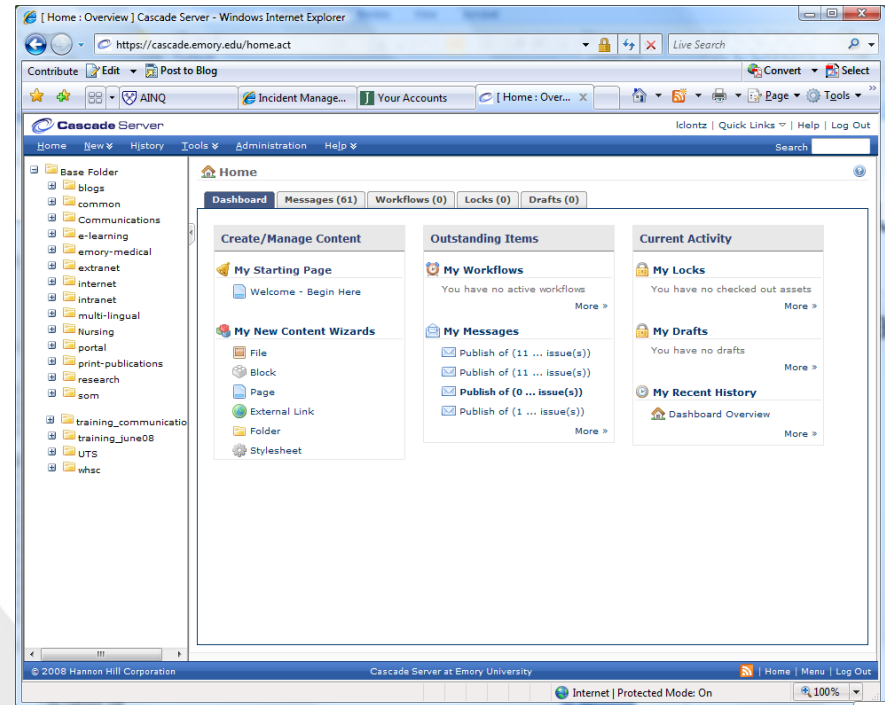 [ Home : Overview ] Cascade Server - Windows Internet Explorer
https://cascade.emory.edu/home.act
Live Search
Contribute Edit Post to Blog Convert Select
AINQ Incident Manage... Your Accounts [ Home : Over... X Page Tools
Cascade Server lclontz | Quick Links | Help | Log Out
Home New History Tools Administration Help Search
Base Folder
blogs
common
Communications
e-learning
emory-medical
extranet
internet
intranet
multi-lingual
Nursing
portal
print-publications
research
som
training_communicatio
training_june08
UTS
whsc
Home
Dashboard Messages (61) Workflows (0) Locks (0) Drafts (0)
Create/Manage Content
My Starting Page
Welcome - Begin Here
My New Content Wizards
File
Block
Page
External Link
Folder
Stylesheet
Outstanding Items
My Workflows
You have no active workflows
More »
My Messages
Publish of (11 ... issue(s))
Publish of (11 ... issue(s))
Publish of (0 ... issue(s))
Publish of (1 ... issue(s))
More »
Current Activity
My Locks
You have no checked out assets
More »
My Drafts
You have no drafts
More »
My Recent History
Dashboard Overview
More »
© 2008 Hannon Hill Corporation Cascade Server at Emory University | Home | Menu | Log Out
Internet | Protected Mode: On 100%